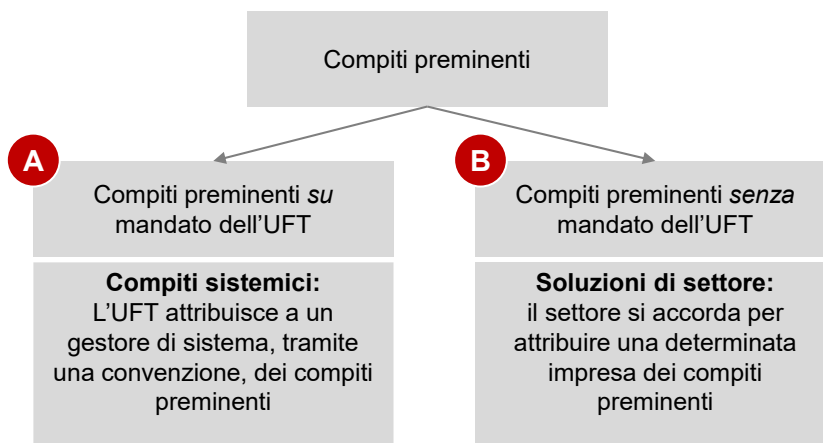 Compiti preminenti
A
Compiti preminenti su
mandato dell’UFT
Compiti sistemici:
L’UFT attribuisce a un
gestore di sistema, tramite
una convenzione, dei compiti
preminenti
B
Compiti preminenti senza
mandato dell’UFT
Soluzioni di settore:
il settore si accorda per
attribuire una determinata
impresa dei compiti
preminenti